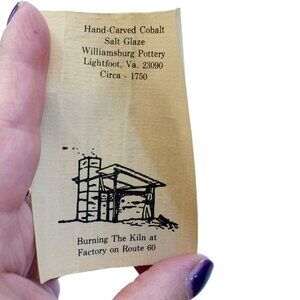 Hand-Carved Cobalt
Salt Glaze
Williamsburg Pottery
Lightfoot, Va. 23090
Circa - 1750
Burning The Kiln at
Factory on Route 60